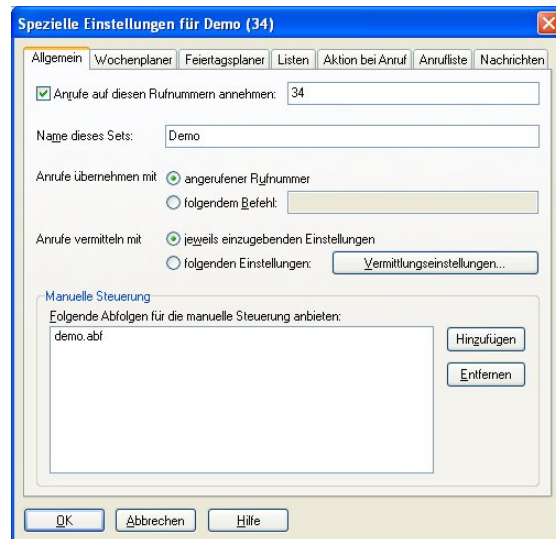 Spezielle Einstellungen für Demo (34)
Allgemein Wochenplaner Feiertagsplaner Listen Aktion bei Anruf Anrufliste Nachrichten
Anrufe auf diesen Rufnummern annehmen: 34
Name dieses Sets: Demo
Anrufe übernehmen mit angerufener Rufnummer
folgendem Befehl:
Anrufe vermitteln mit jeweils einzugebenden Einstellungen
folgenden Einstellungen: Vermittlungseinstellungen...
Manuelle Steuerung
Folgende Abfolgen für die manuelle Steuerung anbieten:
demo.abf
Hinzufügen
Entfernen
OK Abbrechen Hilfe